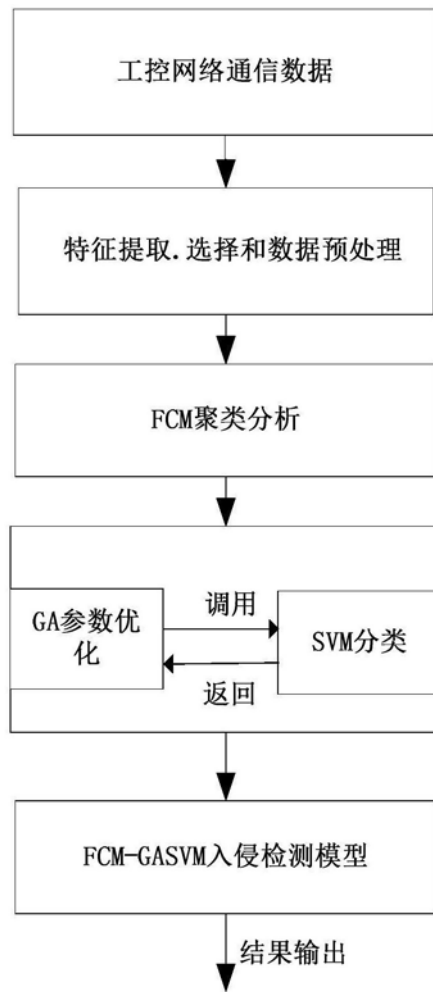 工控网络通信数据
特征提取.选择和数据预处理
FCM聚类分析
GA参数优
化
调用
返回
SVM分类
FCM-GASVM入侵检测模型
结果输出